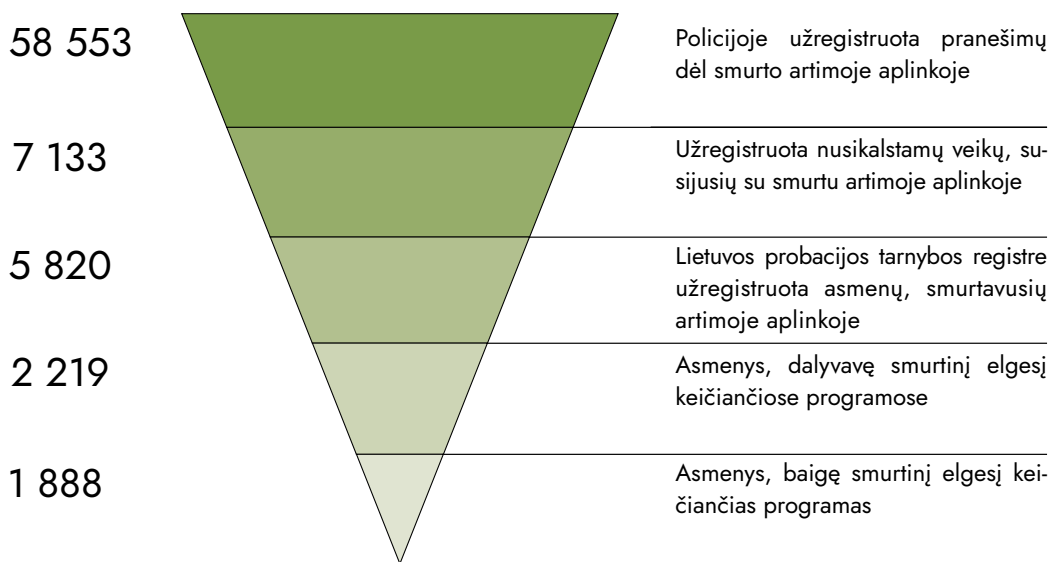 58 553
Policijoje užregistruota pranešimų
dėl smurto artimoje aplinkoje
7 133
Užregistruota nusikalstamų veikų, su-
sijusių su smurtu artimoje aplinkoje
5 820
Lietuvos probacijos tarnybos registre
užregistruota asmenų, smurtavusių
artimoje aplinkoje
2 219
Asmenys, dalyvavę smurtinį elgesį
keičiančiose programose
1 888
Asmenys, baigę smurtinį elgesį kei-
čiančias programas